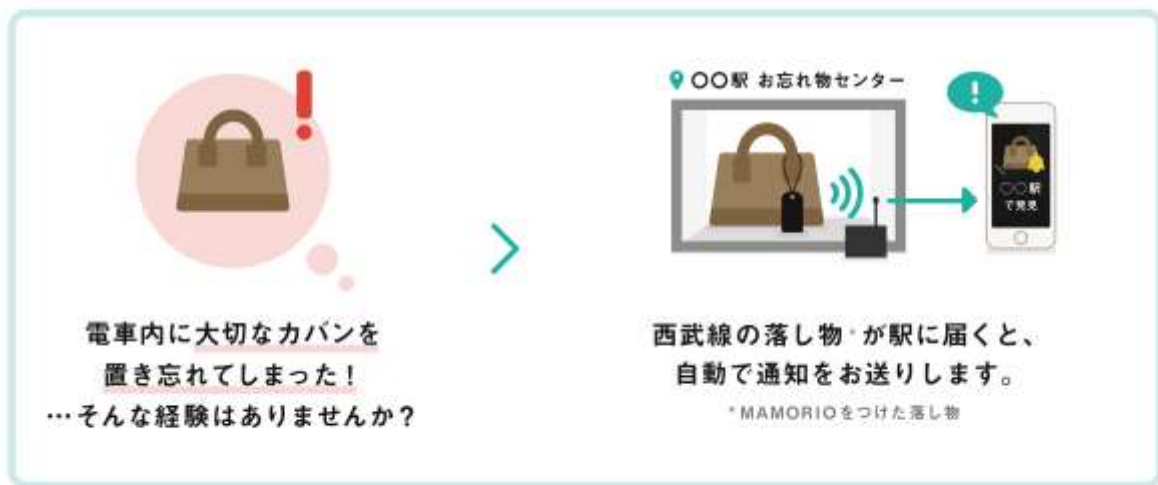 電車内に大切なカバンを
置き忘れてしまった！
…そんな経験はありませんか？
〇〇駅 お忘れ物センター
!
〇〇駅
で発見
西武線の落し物*が駅に届くと、
自動で通知をお送りします。
*MAMORIOをつけた落し物